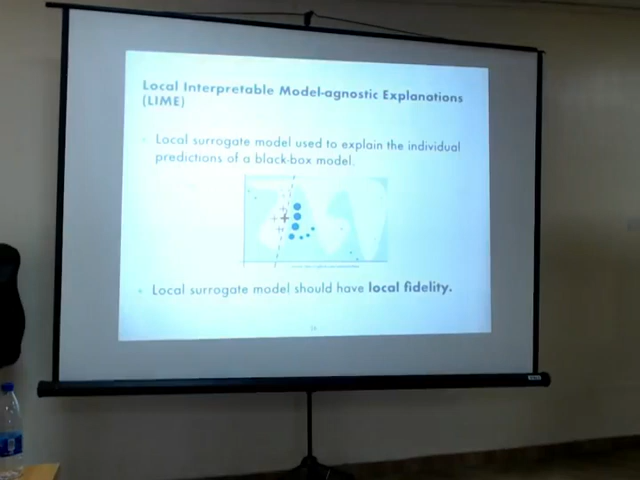 Local Interpretable Model-agnostic Explanations
(LIME)
Local surrogate model used to explain the individual
predictions of a black-box model.
Local surrogate model should have local fidelity.